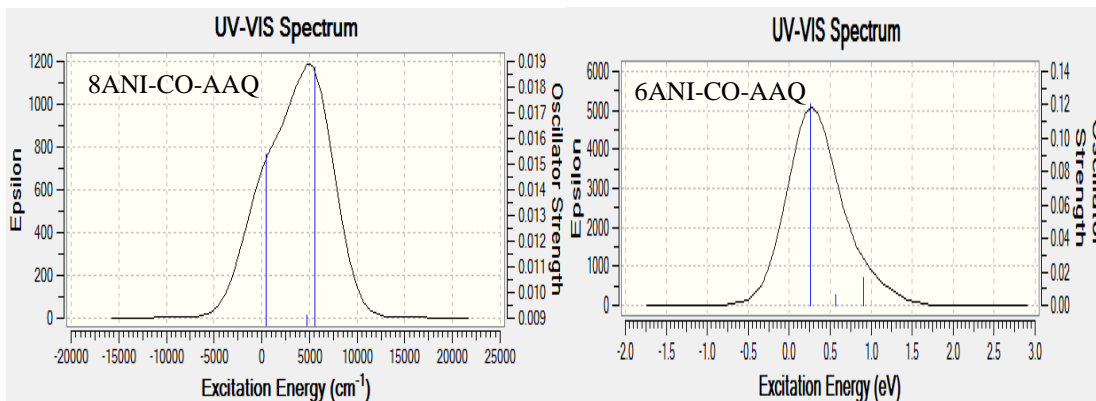 UV-VIS Spectrum
8ANI-CO-AAQ
1200
1000
800
600
400
200
0
Epsilon
0.019
0.018
0.017
0.016
0.015
0.014
0.013
0.012
0.011
0.010
0.009
Oscillator Strength
-20000 -15000 -10000 -5000 0 5000 10000 15000 20000 25000
Excitation Energy (cm⁻¹)
UV-VIS Spectrum
6ANI-CO-AAQ
6000
5000
4000
3000
2000
1000
0
Epsilon
0.14
0.12
0.10
0.08
0.06
0.04
0.02
0.00
Oscillator
Strength
-2.0 -1.5 -1.0 -0.5 0.0 0.5 1.0 1.5 2.0 2.5 3.0
Excitation Energy (eV)